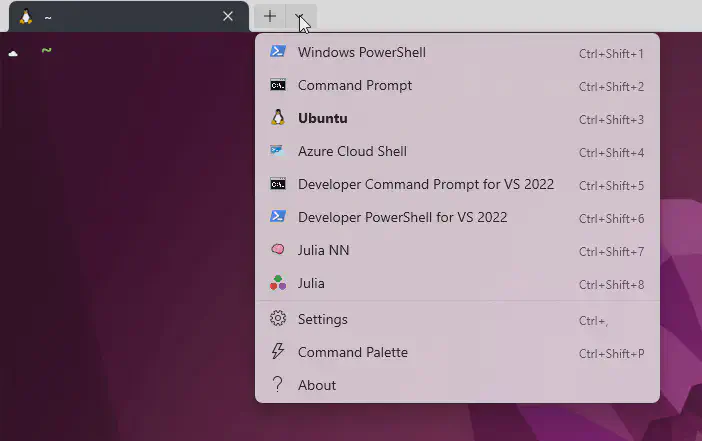 ~
~
Windows PowerShell Ctrl+Shift+1
Command Prompt Ctrl+Shift+2
Ubuntu Ctrl+Shift+3
Azure Cloud Shell Ctrl+Shift+4
Developer Command Prompt for VS 2022 Ctrl+Shift+5
Developer PowerShell for VS 2022 Ctrl+Shift+6
Julia NN Ctrl+Shift+7
Julia Ctrl+Shift+8
Settings Ctrl+,
Command Palette Ctrl+Shift+P
About